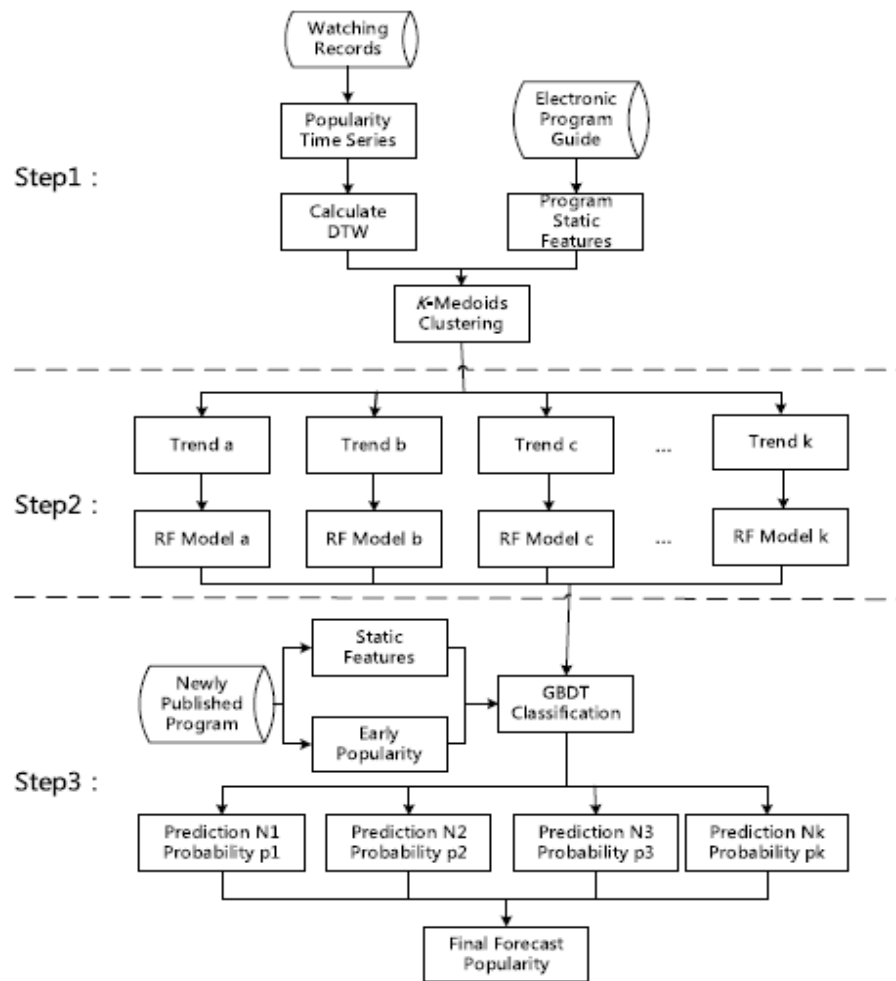 Watching
Records
Popularity
Time Series
Electronic
Program
Guide
Step1 :
Calculate
DTW
Program
Static
Features
K-Medoids
Clustering
Trend a
Trend b
Trend c
...
Trend k
Step2 :
RF Model a
RF Model b
RF Model c
...
RF Model k
Static
Features
Newly
Published
Program
GBDT
Classification
Early
Popularity
Step3 :
Prediction N1
Probability p1
Prediction N2
Probability p2
Prediction N3
Probability p3
Prediction Nk
Probability pk
Final Forecast
Popularity